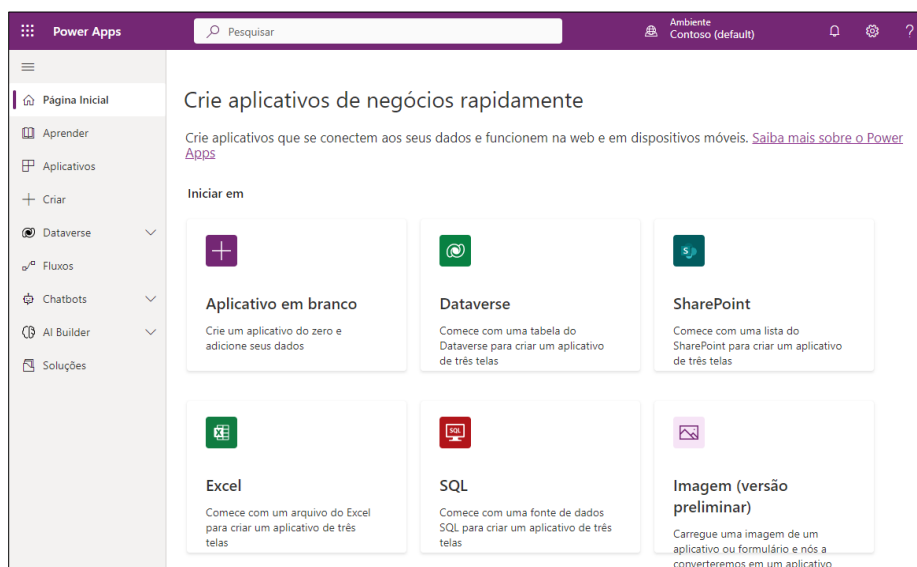 Power Apps
Pesquisar
Ambiente
Contoso (default)
?
Página Inicial
Aprender
Aplicativos
Criar
Dataverse
Fluxos
Chatbots
AI Builder
Soluções
Crie aplicativos de negócios rapidamente
Crie aplicativos que se conectem aos seus dados e funcionem na web e em dispositivos móveis. Saiba mais sobre o Power
Apps
Iniciar em
Aplicativo em branco
Crie um aplicativo do zero e
adicione seus dados
Dataverse
Comece com uma tabela do
Dataverse para criar um aplicativo
de três telas
S
SharePoint
Comece com uma lista do
SharePoint para criar um aplicativo
de três telas
X
Excel
Comece com um arquivo do Excel
para criar um aplicativo de três
telas
SQL
SQL
Comece com uma fonte de dados
SQL para criar um aplicativo de três
telas
Imagem (versão
preliminar)
Carregue uma imagem de um
aplicativo ou formulário e nós a
converteremos em um aplicativo